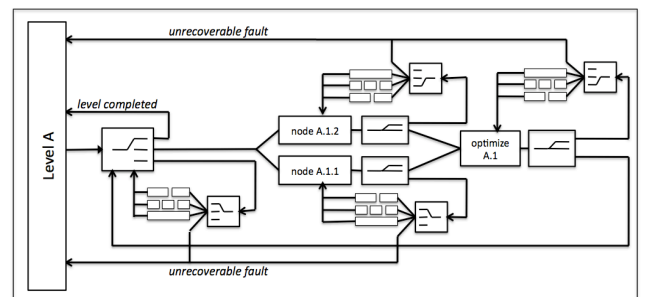 unrecoverable fault
level completed
Level A
node A.1.2
node A.1.1
optimize
A.1
unrecoverable fault